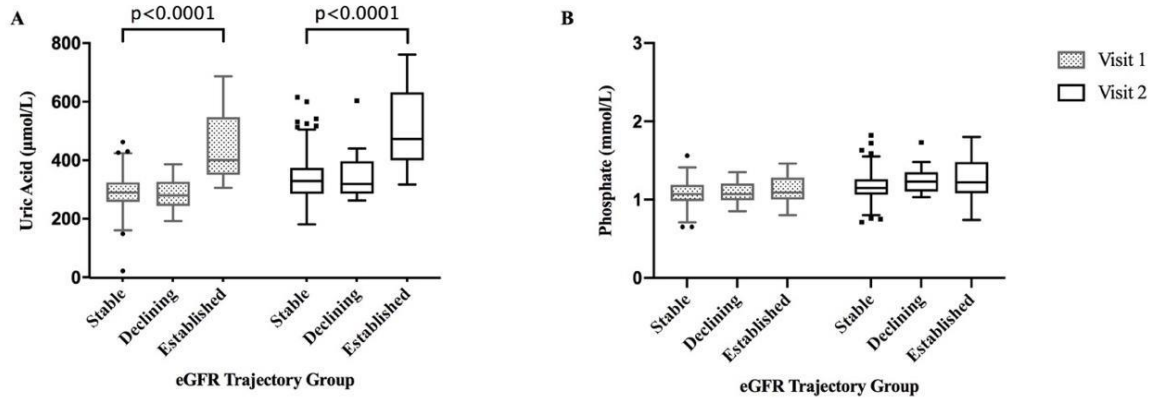 A
p<0.0001
p<0.0001
800
600
400
200
0
Uric Acid (µmol/L)
Stable
Declining
Established
Stable
Declining
Established
eGFR Trajectory Group
B
3
2
1
0
Phosphate (mmol/L)
Stable
Declining
Established
Stable
Declining
Established
eGFR Trajectory Group
Visit 1
Visit 2